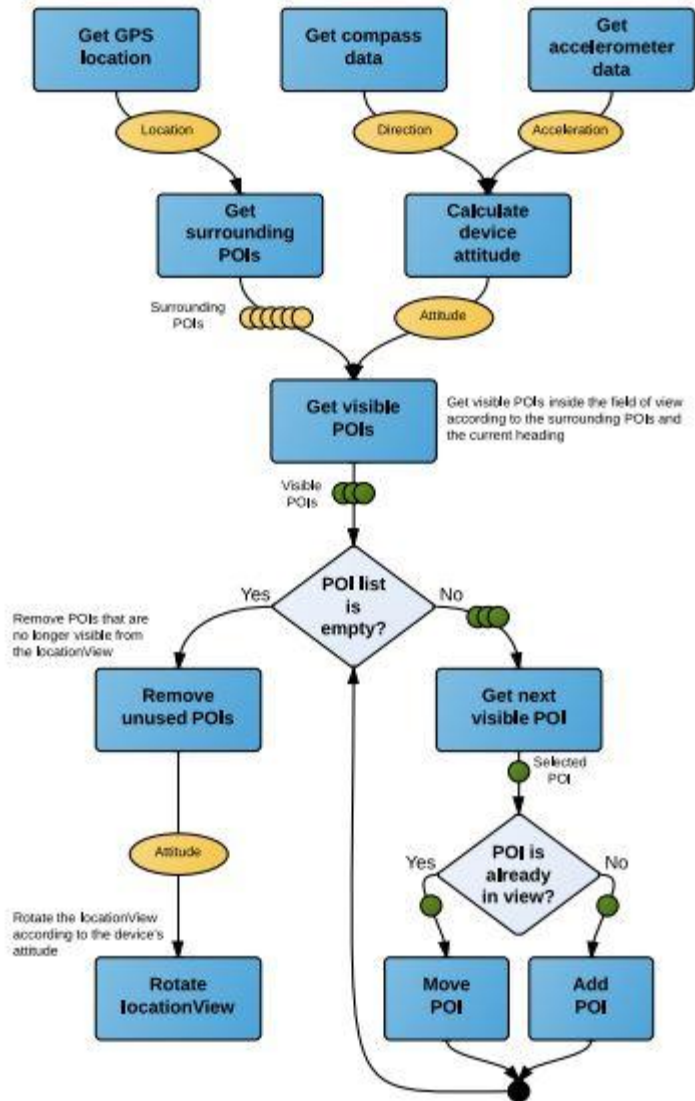 Get GPS
location
Get compass
data
Get
accelerometer
data
Location
Direction
Acceleration
Get
surrounding
POIs
Calculate
device
attitude
Surrounding
POIs
Attitude
Get visible
POIs
Get visible POIs inside the field of view
according to the surrounding POIs and
the current heading
Visible
POIs
POI list
is
empty?
Yes
No
Remove POIs that are
no longer visible from
the locationView
Remove
unused POIs
Get next
visible POI
Selected
POI
Attitude
POI is
already
in view?
Yes
No
Rotate the locationView
according to the device's
attitude
Rotate
locationView
Move
POI
Add
POI